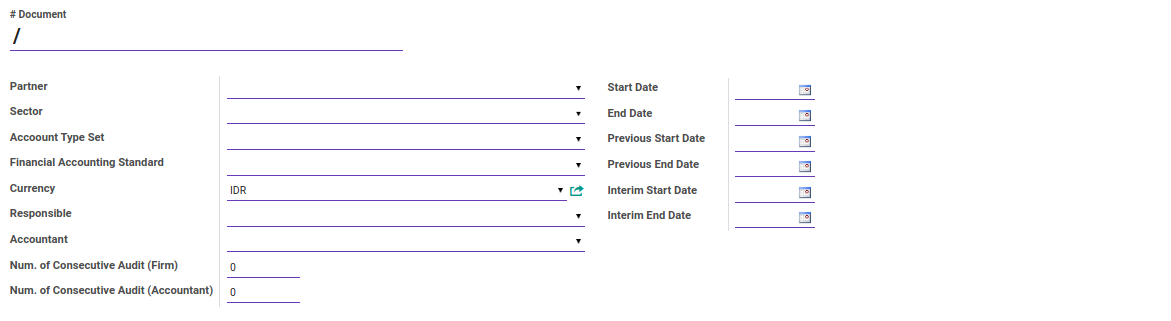 # Document
/
Partner
Sector
Accoount Type Set
Financial Accounting Standard
Currency IDR
Responsible
Accountant
Num. of Consecutive Audit (Firm) 0
Num. of Consecutive Audit (Accountant) 0
Start Date
End Date
Previous Start Date
Previous End Date
Interim Start Date
Interim End Date